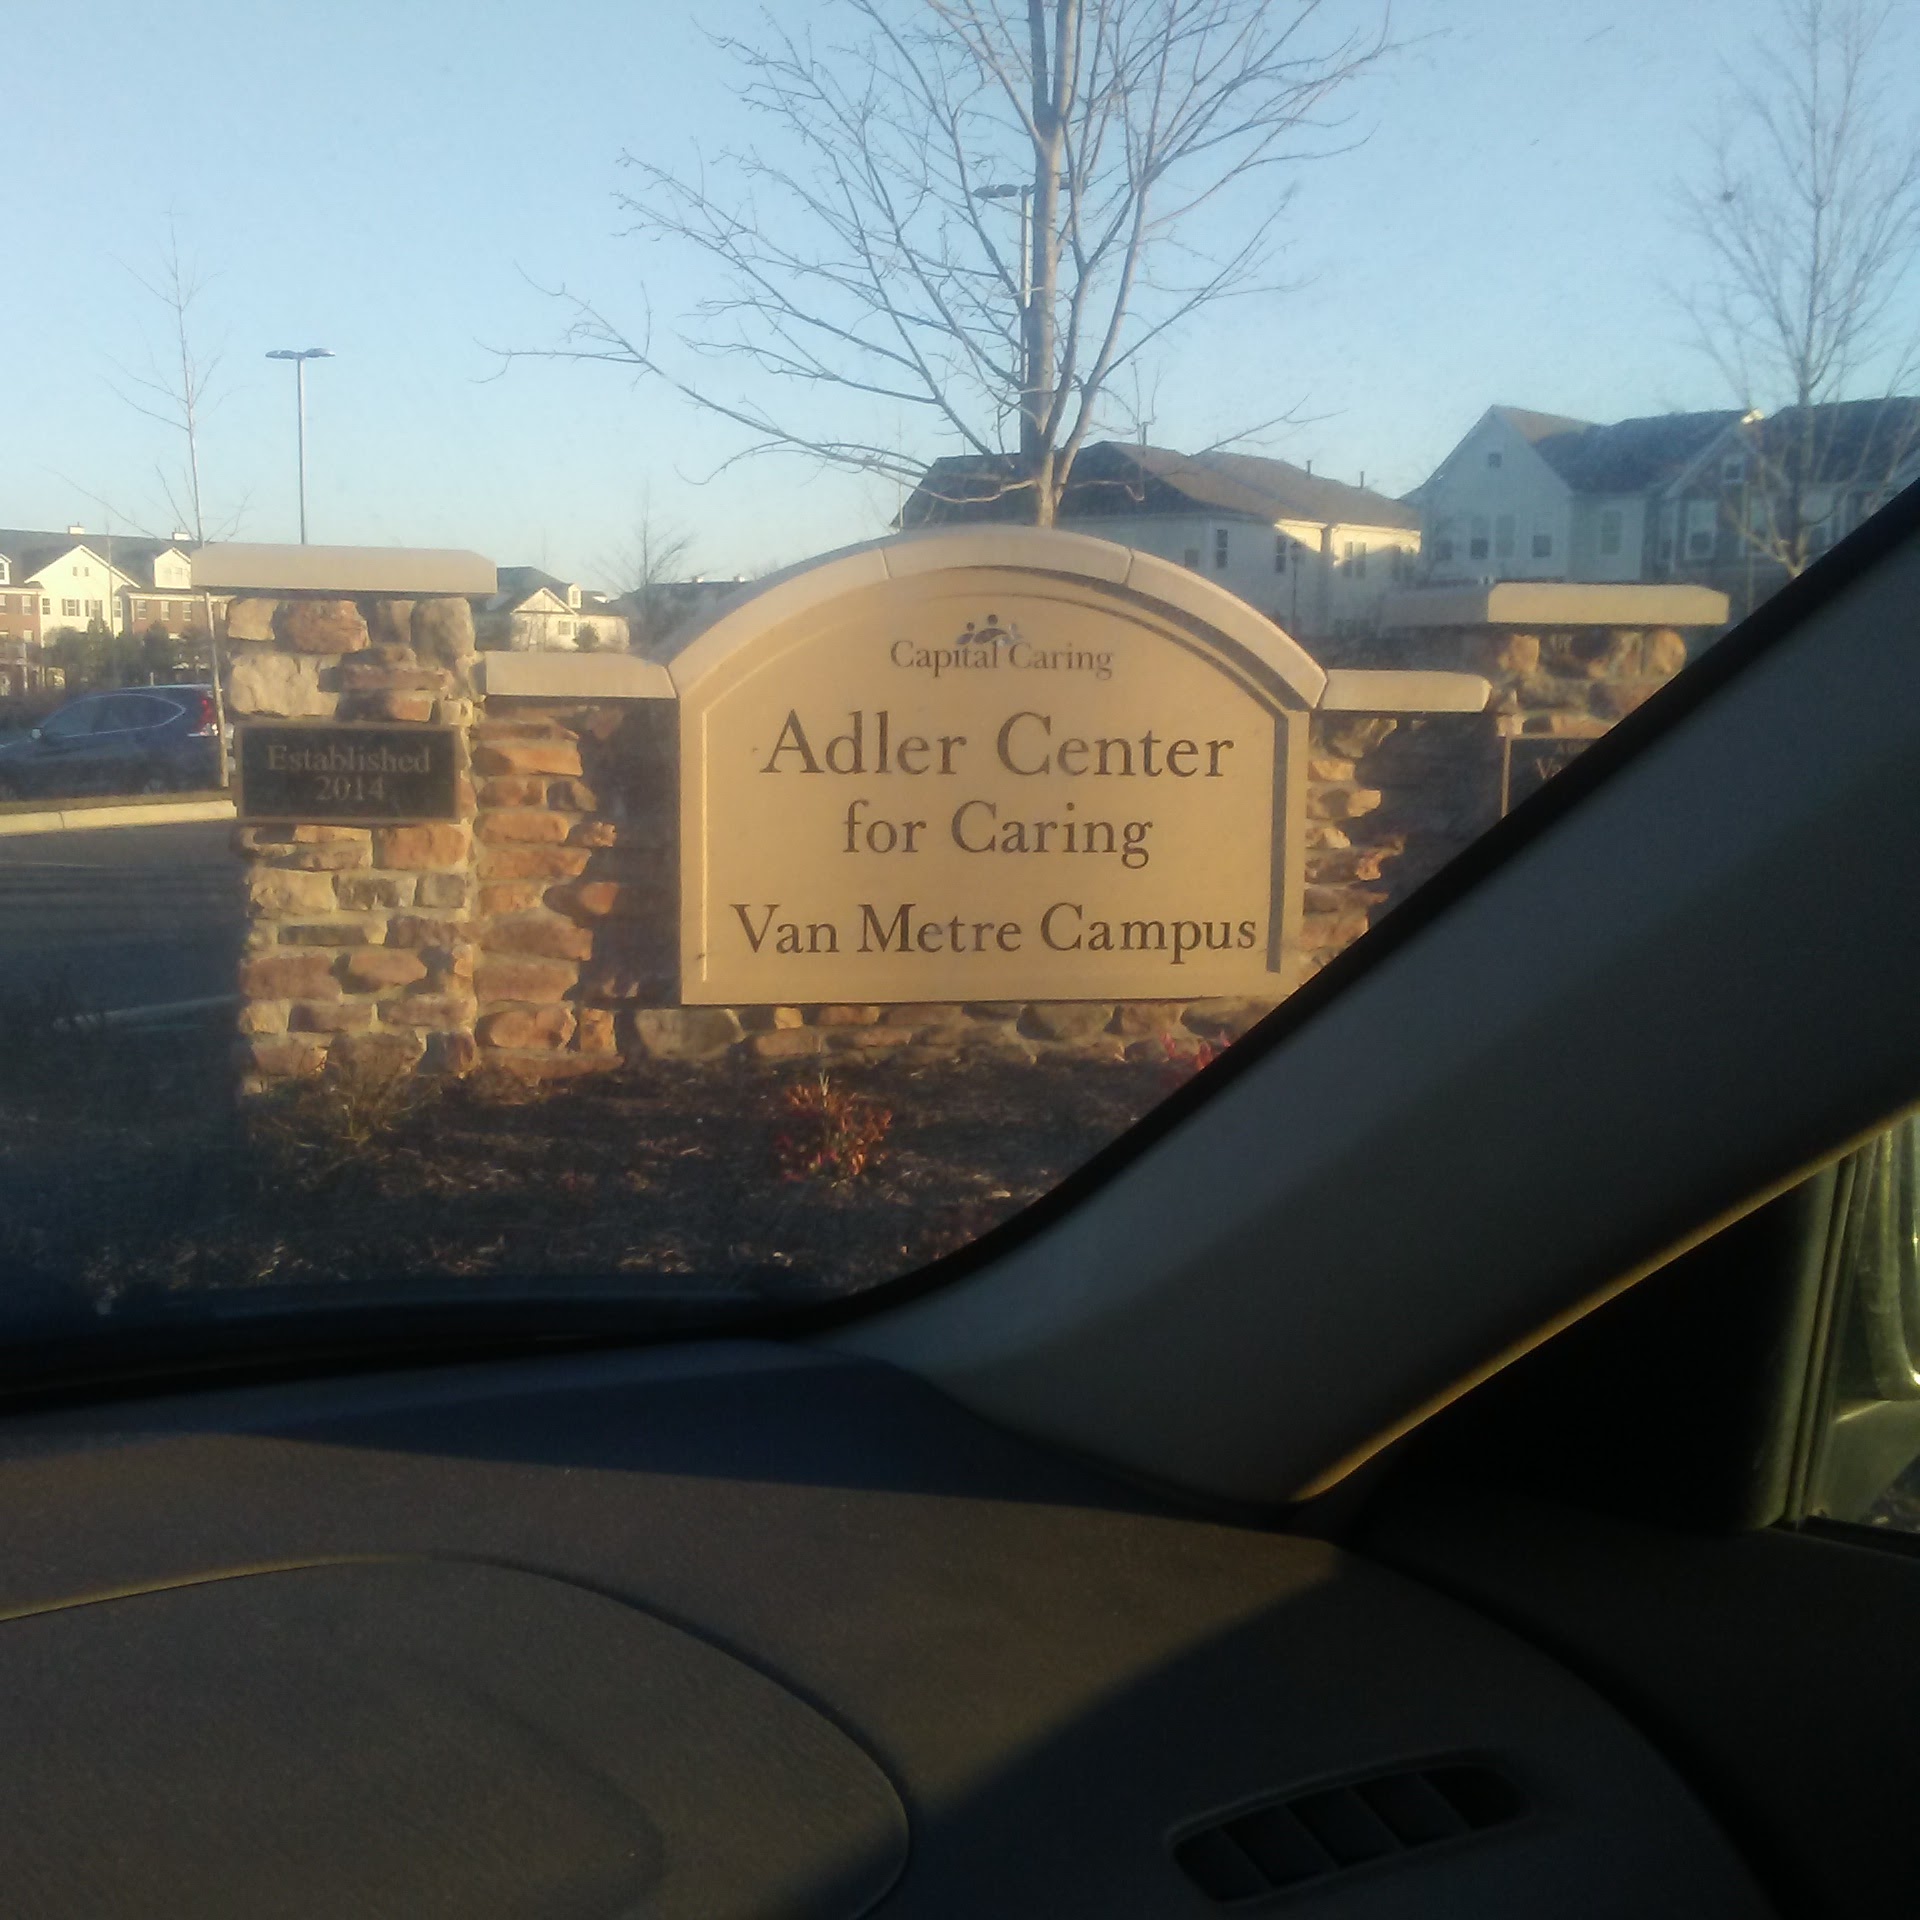 Capital Caring
Adler Center
for Caring
Van Metre Campus
Established
2014